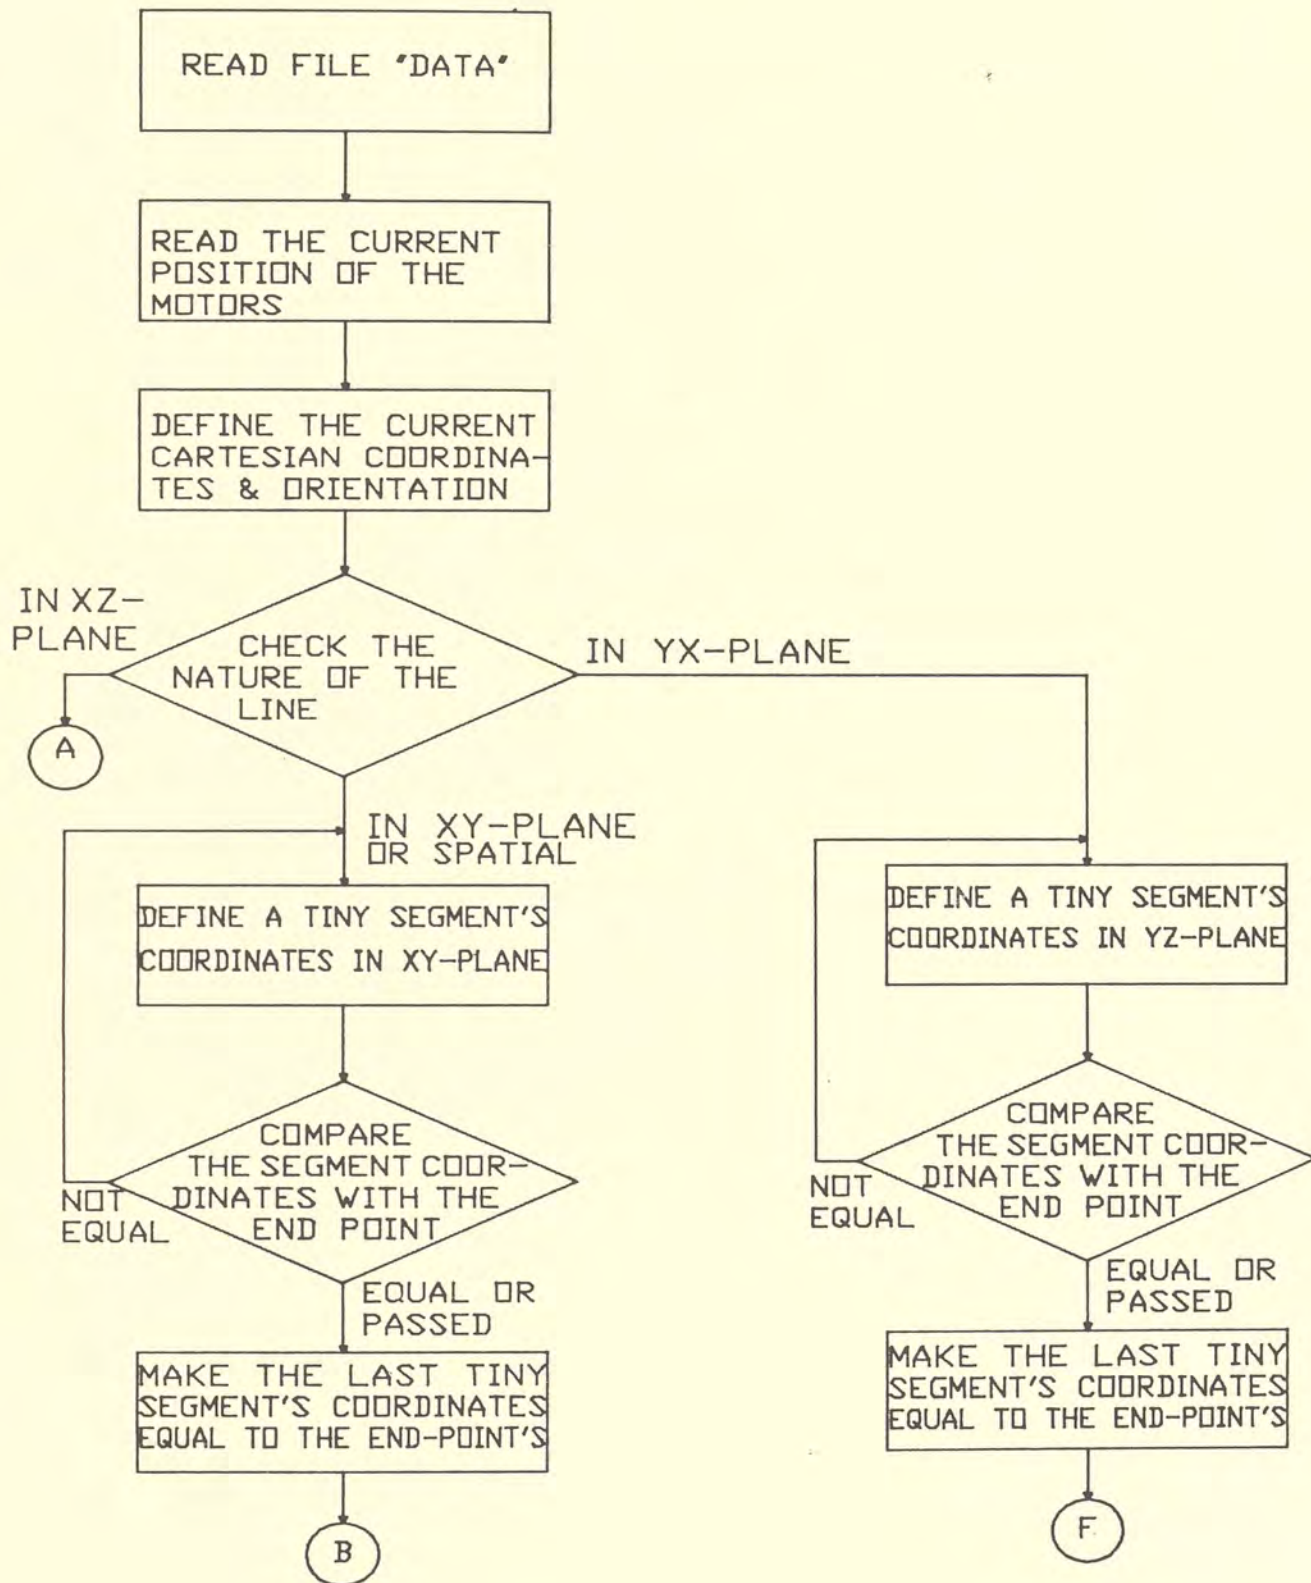 READ FILE "DATA"
READ THE CURRENT
POSITION OF THE
MOTORS
DEFINE THE CURRENT
CARTESIAN COORDINA-
TES & ORIENTATION
IN XZ-
PLANE
CHECK THE
NATURE OF THE
LINE
IN YX-PLANE
A
IN XY-PLANE
OR SPATIAL
DEFINE A TINY SEGMENT'S
COORDINATES IN XY-PLANE
DEFINE A TINY SEGMENT'S
COORDINATES IN YZ-PLANE
COMPARE
THE SEGMENT COOR-
DINATES WITH THE
END POINT
NOT
EQUAL
COMPARE
THE SEGMENT COOR-
DINATES WITH THE
END POINT
NOT
EQUAL
EQUAL OR
PASSED
EQUAL OR
PASSED
MAKE THE LAST TINY
SEGMENT'S COORDINATES
EQUAL TO THE END-POINT'S
MAKE THE LAST TINY
SEGMENT'S COORDINATES
EQUAL TO THE END-POINT'S
B
F